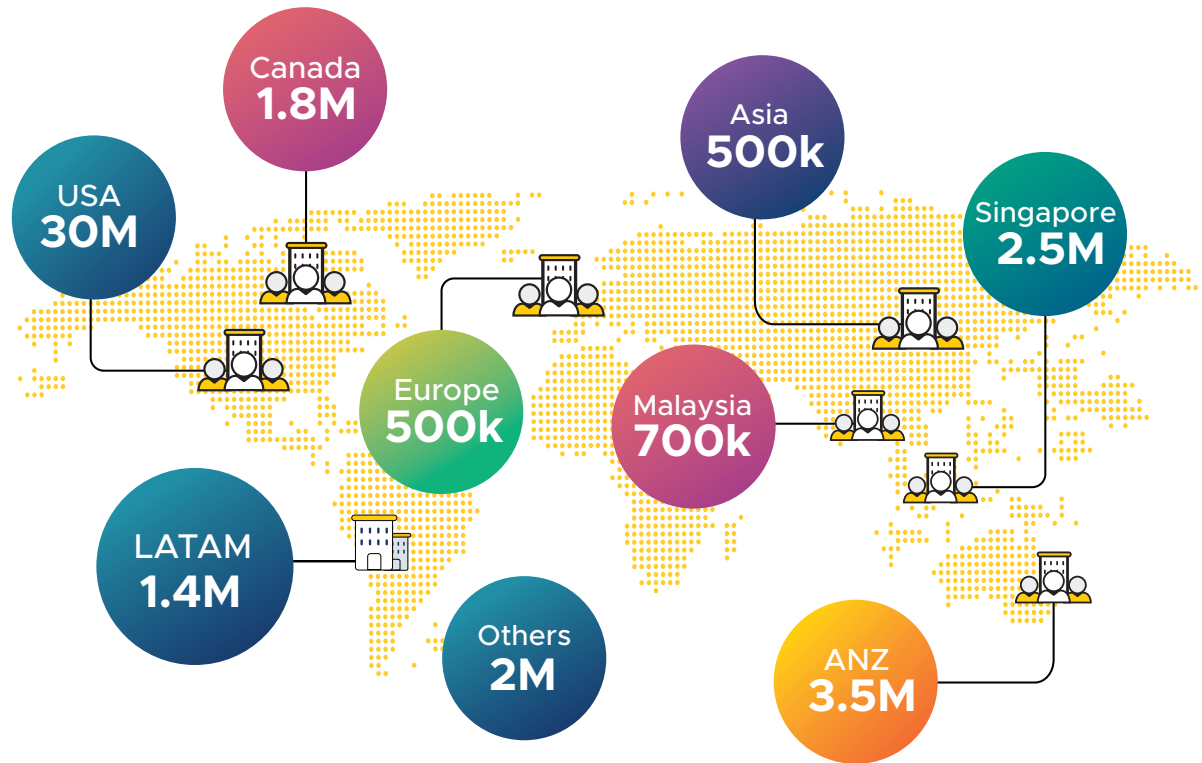 Canada
1.8M
USA
30M
Asia
500k
Singapore
2.5M
Europe
500k
Malaysia
700k
LATAM
1.4M
Others
2M
ANZ
3.5M